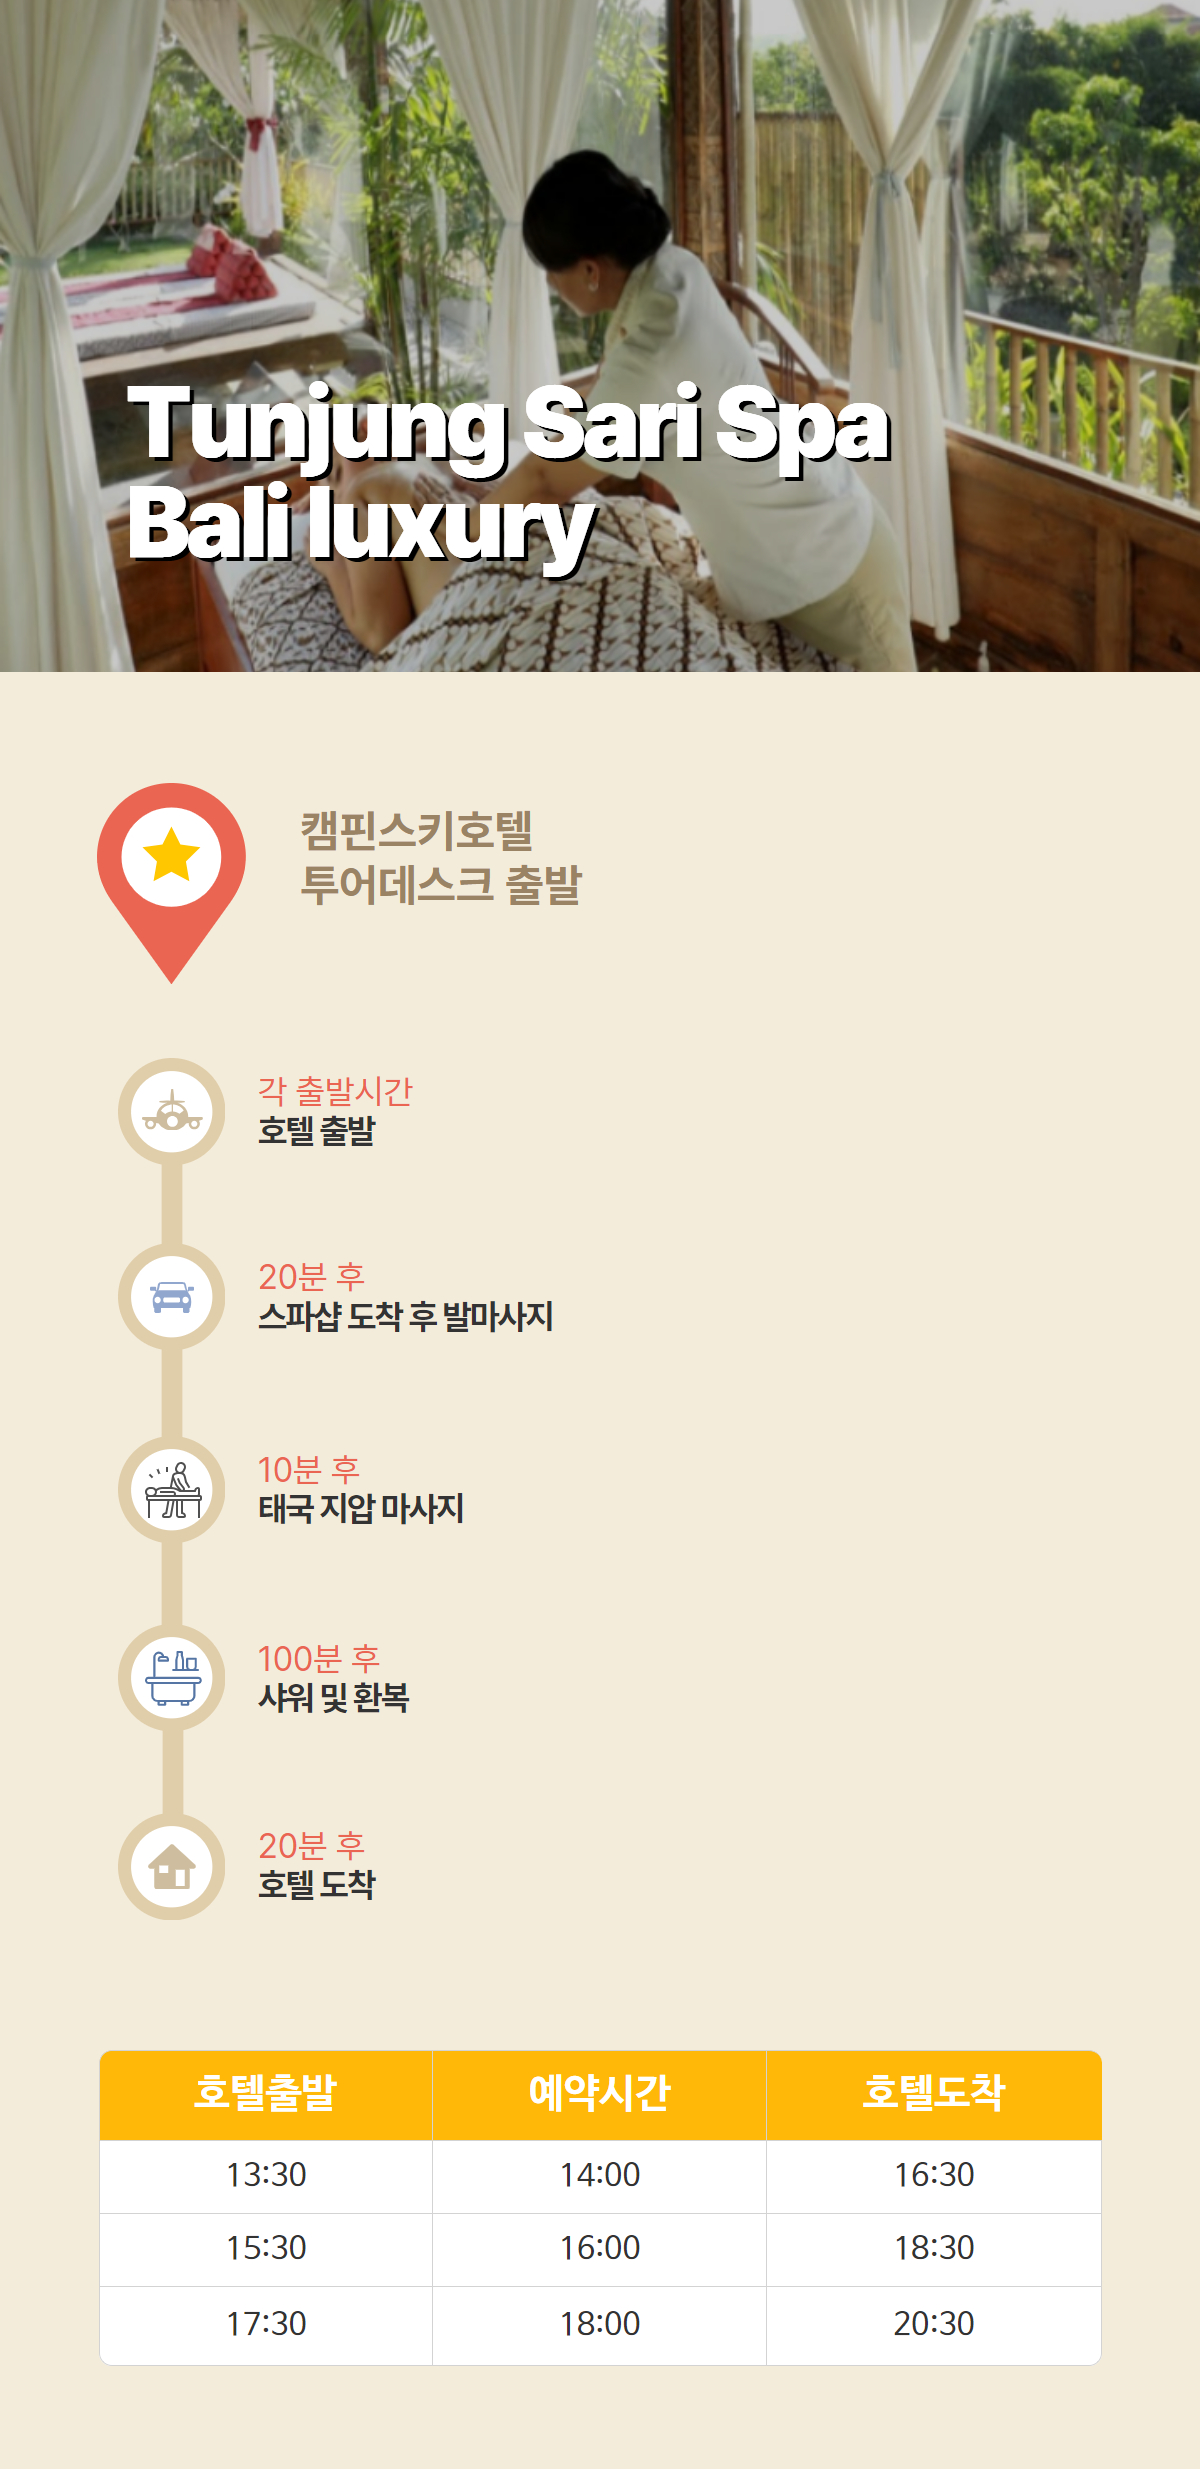 Tunjung Sari Spa
Bali luxury
캠핀스키호텔
투어데스크 출발
각 출발시간
호텔 출발
20분 후
스파샵 도착 후 발마사지
10분 후
태국 지압 마사지
100분 후
샤워 및 환복
20분 후
호텔 도착
호텔출발 예약시간 호텔도착
13:30 14:00 16:30
15:30 16:00 18:30
17:30 18:00 20:30